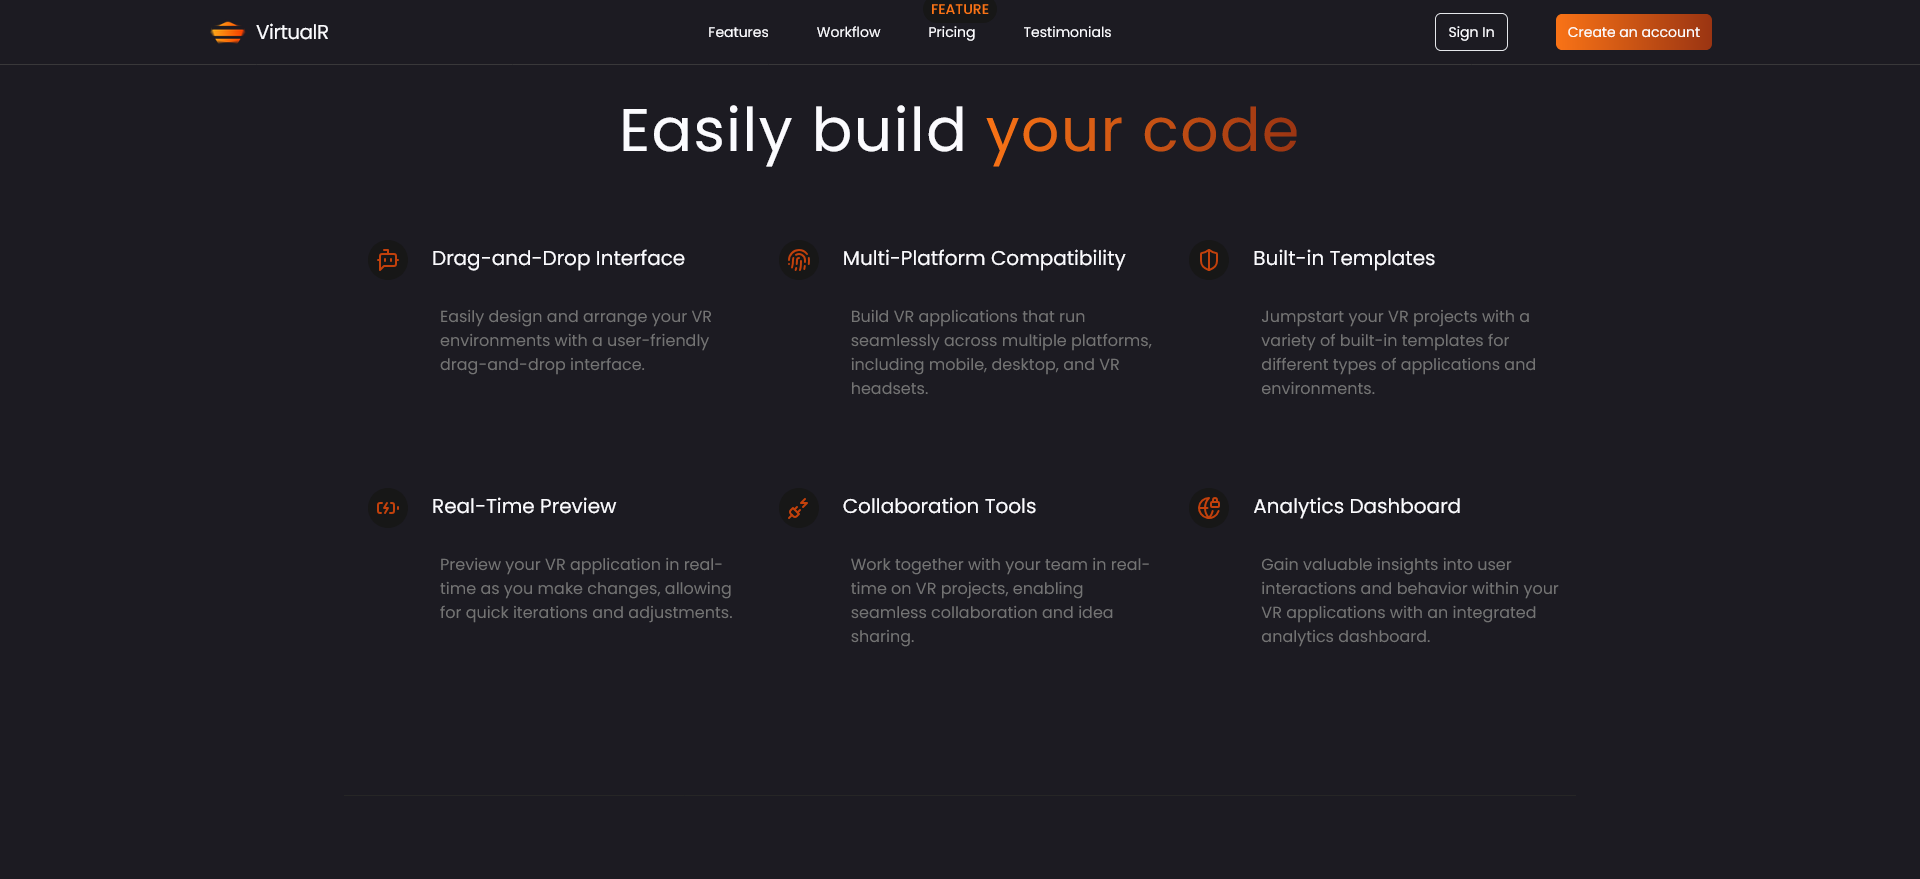 FEATURE
VirtualR
Features
Workflow
Pricing
Testimonials
Sign In
Create an account
Easily build your code
Drag-and-Drop Interface
Easily design and arrange your VR
environments with a user-friendly
drag-and-drop interface.
Multi-Platform Compatibility
Build VR applications that run
seamlessly across multiple platforms,
including mobile, desktop, and VR
headsets.
Built-in Templates
Jumpstart your VR projects with a
variety of built-in templates for
different types of applications and
environments.
Real-Time Preview
Preview your VR application in real-
time as you make changes, allowing
for quick iterations and adjustments.
Collaboration Tools
Work together with your team in real-
time on VR projects, enabling
seamless collaboration and idea
sharing.
Analytics Dashboard
Gain valuable insights into user
interactions and behavior within your
VR applications with an integrated
analytics dashboard.